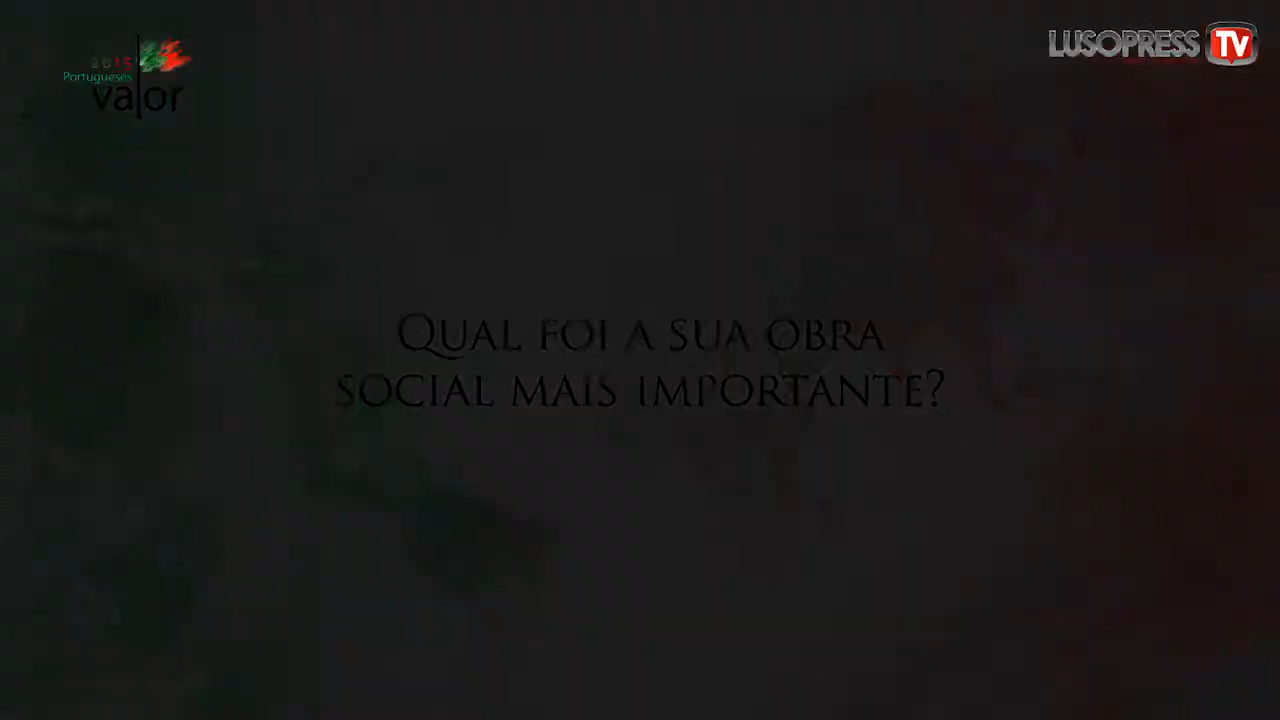 2015
Portugueses
valor
LUSOPRESS TV
QUAL FOI A SUA OBRA
SOCIAL MAIS IMPORTANTE?